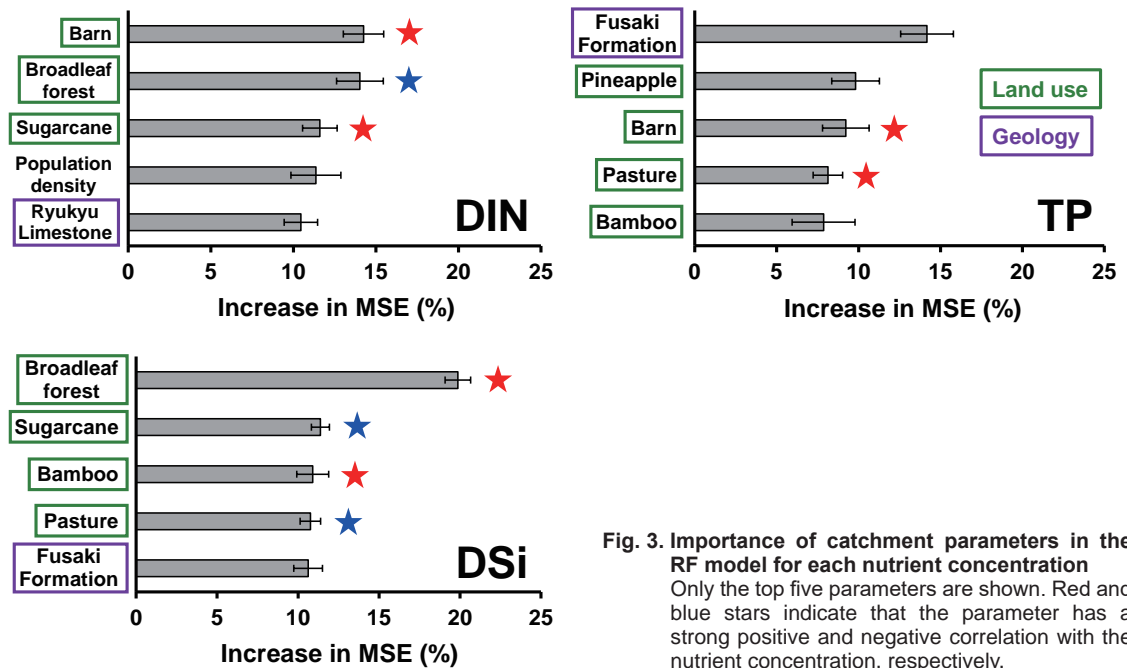 Barn
Broadleaf
forest
Sugarcane
Population
density
Ryukyu
Limestone
DIN
0 5 10 15 20 25
Increase in MSE (%)
Fusaki
Formation
Pineapple
Barn
Pasture
Bamboo
Land use
Geology
TP
0 5 10 15 20 25
Increase in MSE (%)
Broadleaf
forest
Sugarcane
Bamboo
Pasture
Fusaki
Formation
DSi
0 5 10 15 20 25
Increase in MSE (%)
Fig. 3. Importance of catchment parameters in the
RF model for each nutrient concentration
Only the top five parameters are shown. Red and
blue stars indicate that the parameter has a
strong positive and negative correlation with the
nutrient concentration, respectively.